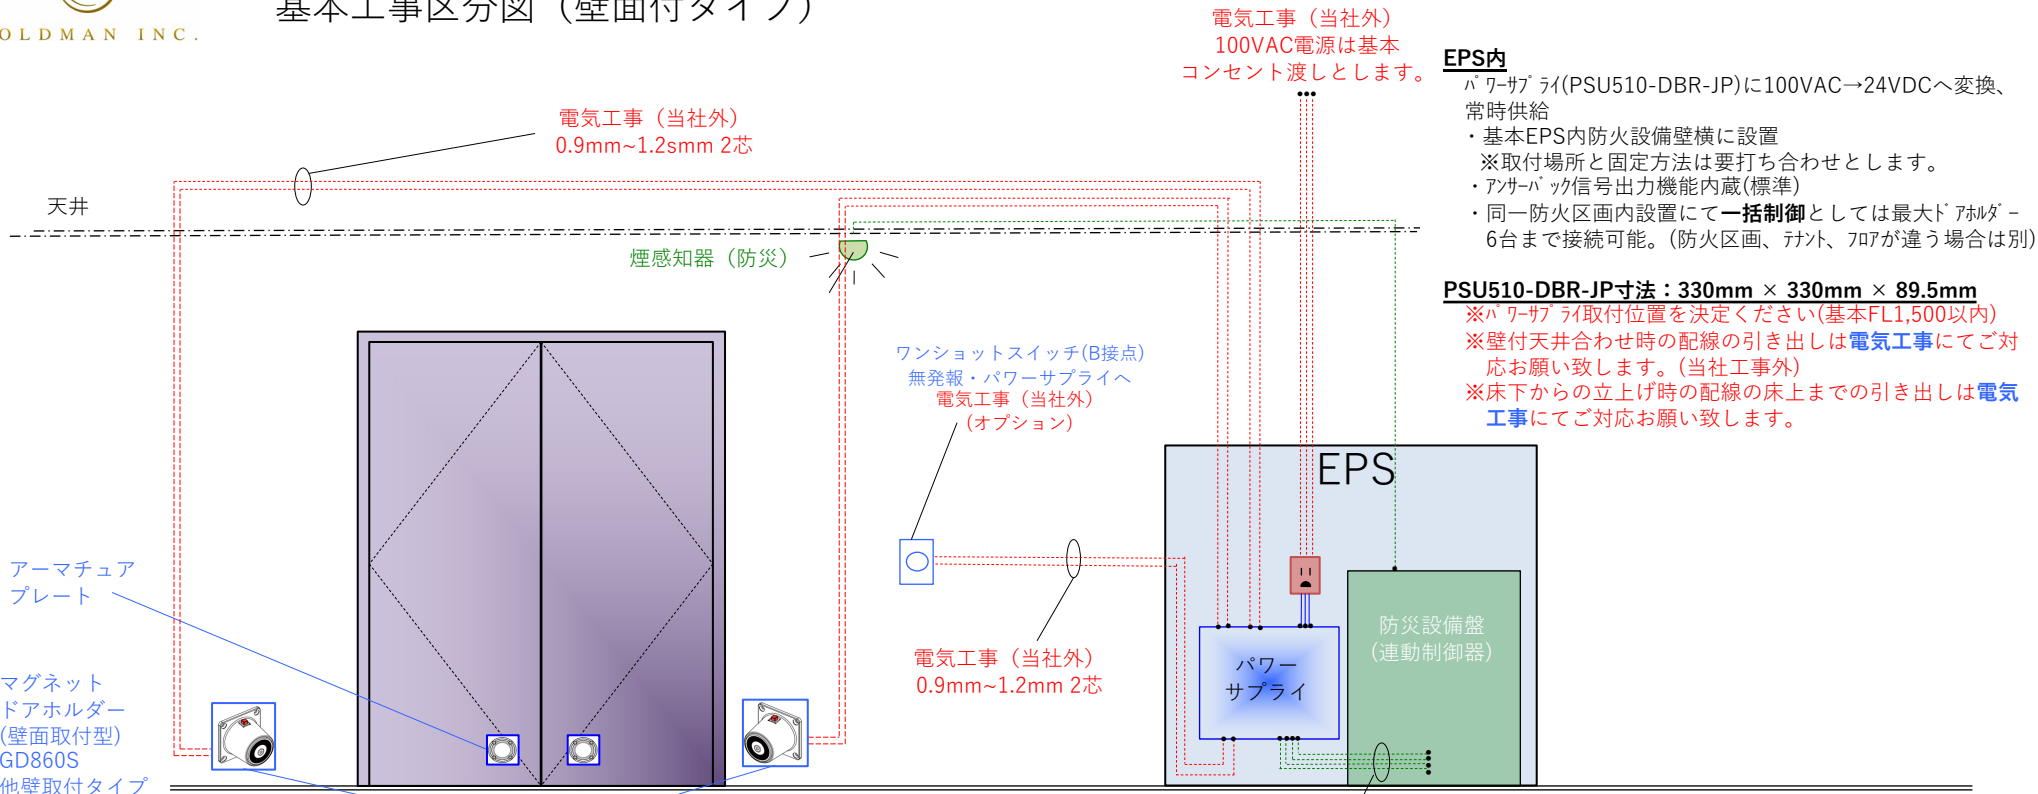 OLDMAN INC.
基本工事区分図（壁面付タイプ）
電気工事（当社外）
100VAC電源は基本
コンセント渡しとします。
EPS内
ﾊﾟﾜｰｻﾌﾟﾗｲ(PSU510-DBR-JP)に100VAC→24VDCへ変換、
常時供給
・基本EPS内防火設備壁横に設置
※取付場所と固定方法は要打ち合わせとします。
・ｱﾝｻｰﾊﾞｯｸ信号出力機能内蔵(標準)
・同一防火区画内設置にて一括制御としては最大ﾄﾞｱﾎﾙﾀﾞｰ
6台まで接続可能。(防火区画、ﾃﾅﾝﾄ、ﾌﾛｱが違う場合は別)
PSU510-DBR-JP寸法：330mm × 330mm × 89.5mm
※ﾊﾟﾜｰｻﾌﾟﾗｲ取付位置を決定ください(基本FL1,500以内)
※壁付天井合わせ時の配線の引き出しは電気工事にてご対
応お願い致します。(当社工事外)
※床下からの立上げ時の配線の床上までの引き出しは電気
工事にてご対応お願い致します。
電気工事（当社外）
0.9mm~1.2smm 2芯
天井
煙感知器（防災）
ワンショットスイッチ(B接点)
無発報・パワーサプライへ
電気工事（当社外）
(オプション)
EPS
アーマチュア
プレート
防災設備盤
(連動制御器)
パワー
サプライ
電気工事（当社外）
0.9mm~1.2mm 2芯
マグネット
ドアホルダー
(壁面取付型)
GD860S
他壁取付タイプ